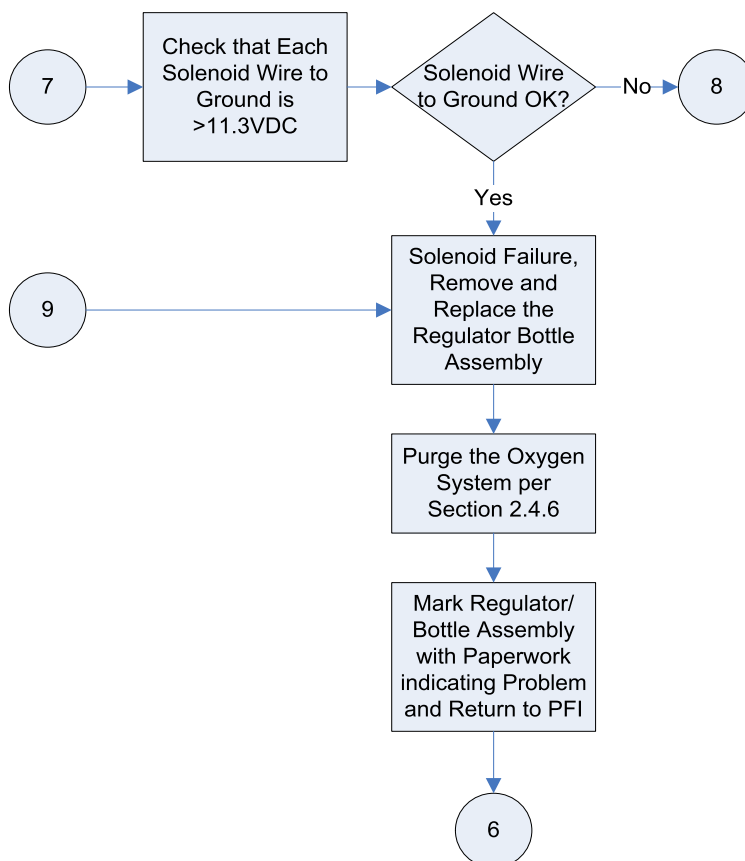 7
Check that Each
Solenoid Wire to
Ground is
>11.3VDC
Solenoid Wire
to Ground OK?
No
8
Yes
9
Solenoid Failure,
Remove and
Replace the
Regulator Bottle
Assembly
Purge the Oxygen
System per
Section 2.4.6
Mark Regulator/
Bottle Assembly
with Paperwork
indicating Problem
and Return to PFI
6